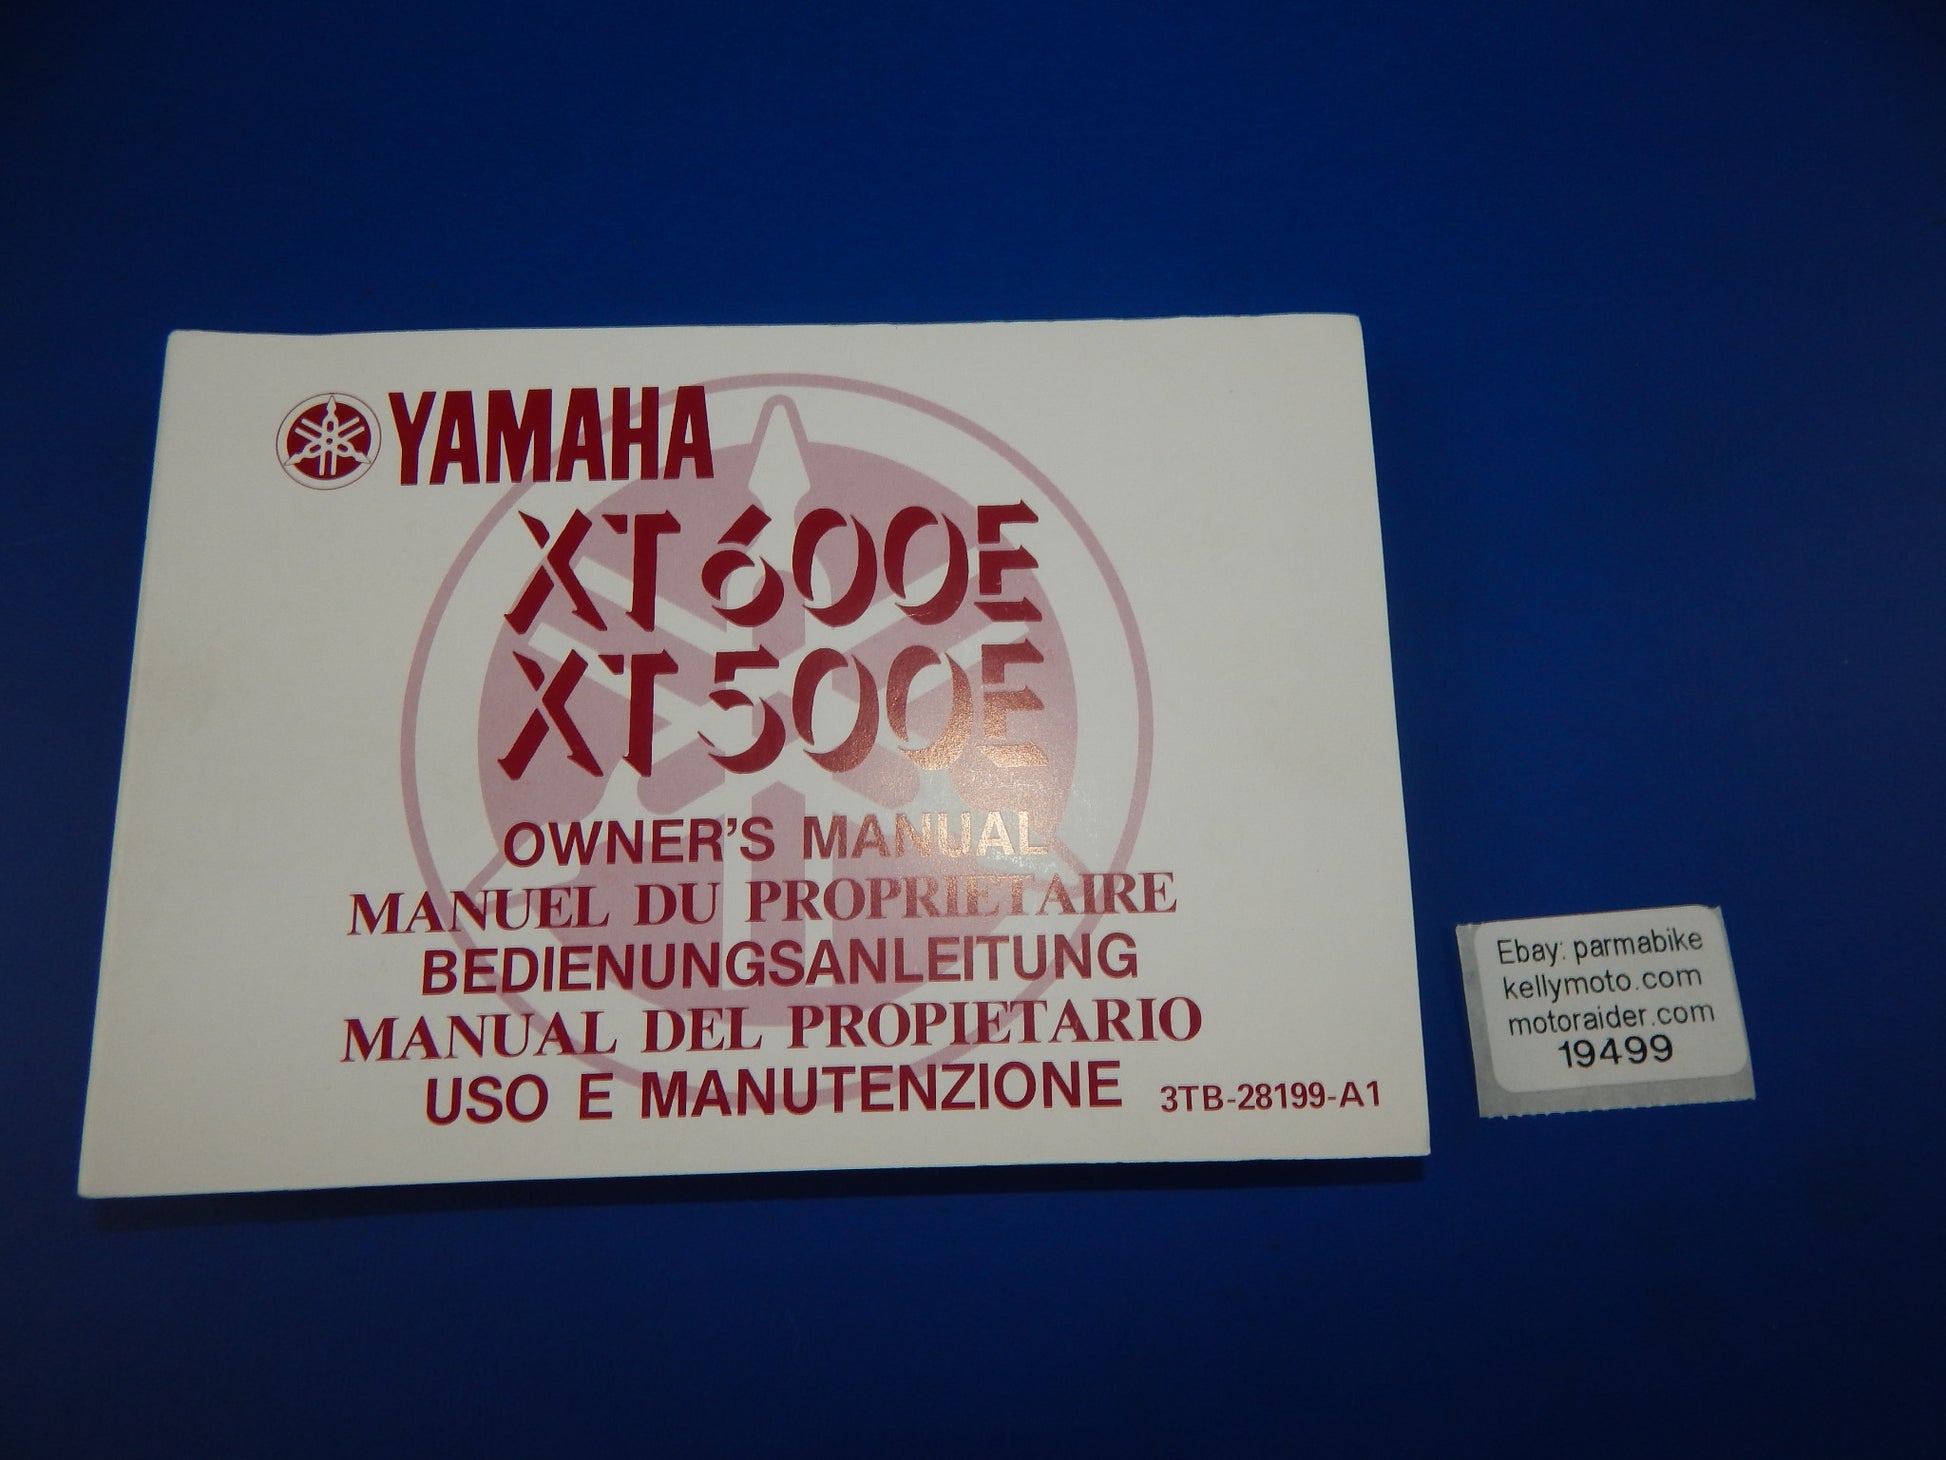 YAMAHA
XT600E
XT500E
OWNER'S MANUAL
MANUEL DU PROPRIETAIRE
BEDIENUNGSANLEITUNG
MANUAL DEL PROPIETARIO
USO E MANUTENZIONE
3TB-28199-A1
Ebay: parmabike
kellymoto.com
motoraider.com
19499